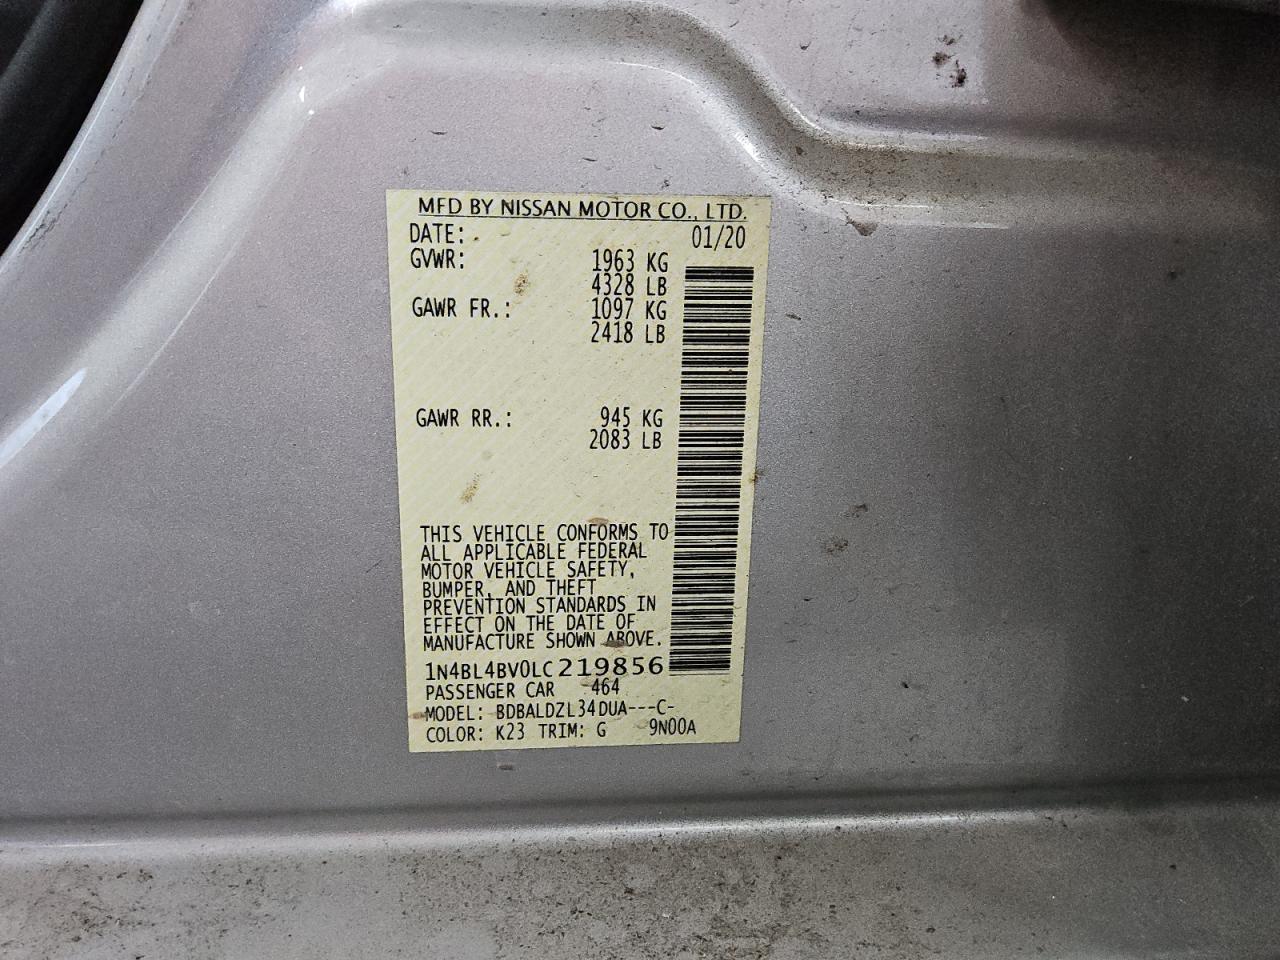 MFD BY NISSAN MOTOR CO., LTD.
DATE: 01/20
GVWR: 1963 KG
4328 LB
GAWR FR.: 1097 KG
2418 LB
GAWR RR.: 945 KG
2083 LB
THIS VEHICLE CONFORMS TO
ALL APPLICABLE FEDERAL
MOTOR VEHICLE SAFETY,
BUMPER, AND THEFT
PREVENTION STANDARDS IN
EFFECT ON THE DATE OF
MANUFACTURE SHOWN ABOVE.
1N4BL4BV0LC219856
PASSENGER CAR 464
MODEL: BDBALDZL34DUA---C-
COLOR: K23 TRIM: G 9N00A